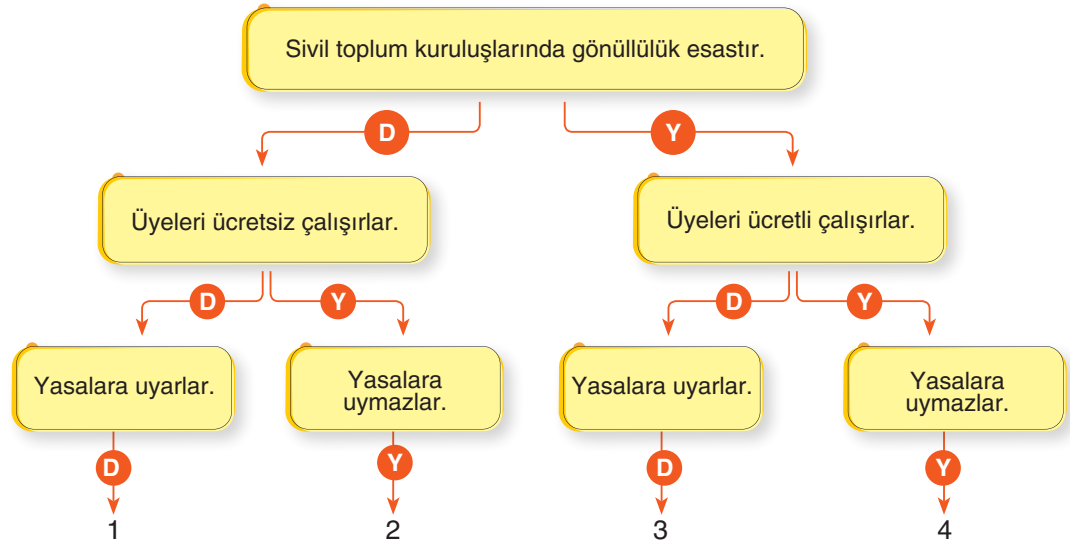 Sivil toplum kuruluşlarında gönüllülük esastır.
D
Y
Üyeleri ücretsiz çalışırlar.
Üyeleri ücretli çalışırlar.
D
Y
D
Y
Yasalara uyarlar.
Yasalara
uymazlar.
Yasalara uyarlar.
Yasalara
uymazlar.
D
Y
D
Y
1
2
3
4